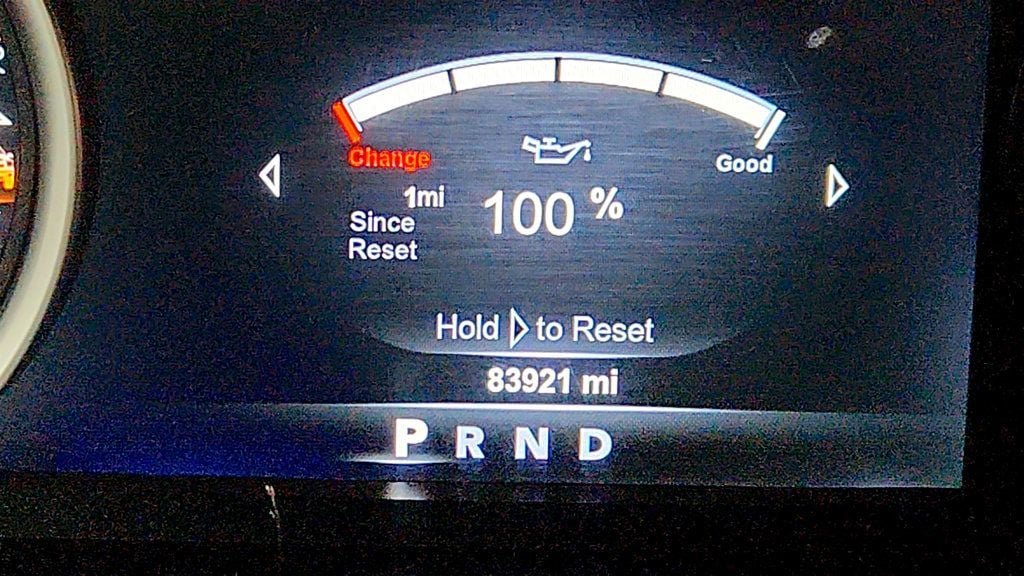 Change
Good
1mi
Since
Reset
100 %
Hold to Reset
83921 mi
P R N D